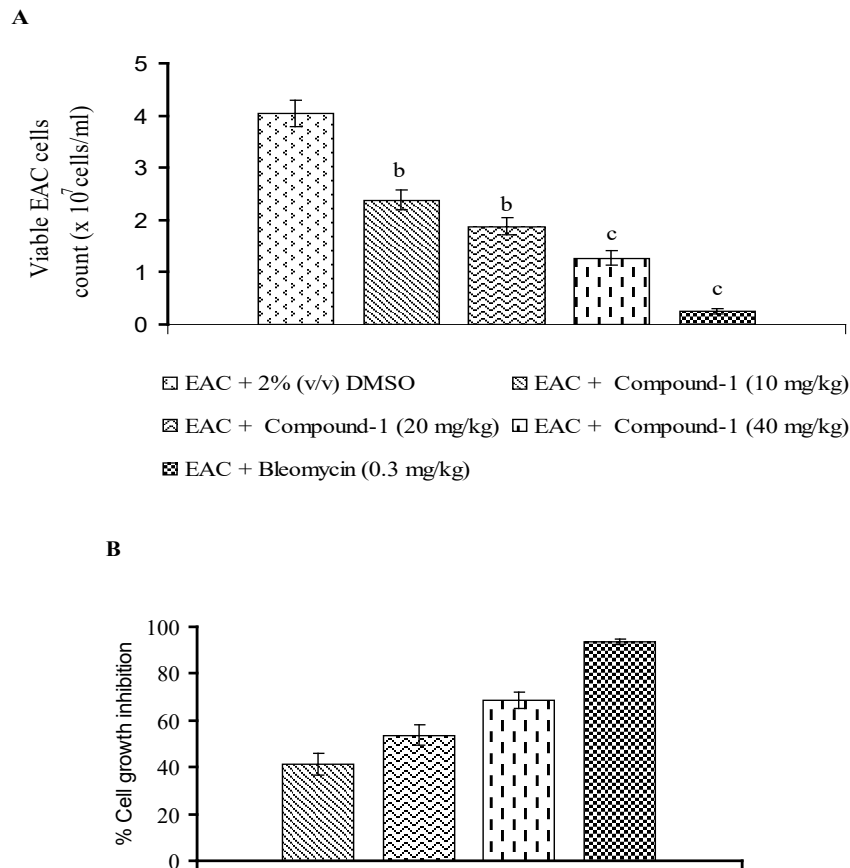 A
5
4
3
2
1
0
Viable EAC cells
count (x 10⁷cells/ml)
b
b
c
c
EAC + 2% (v/v) DMSO
EAC + Compound-1 (10 mg/kg)
EAC + Compound-1 (20 mg/kg)
EAC + Compound-1 (40 mg/kg)
EAC + Bleomycin (0.3 mg/kg)
B
100
80
60
40
20
0
% Cell growth inhibition